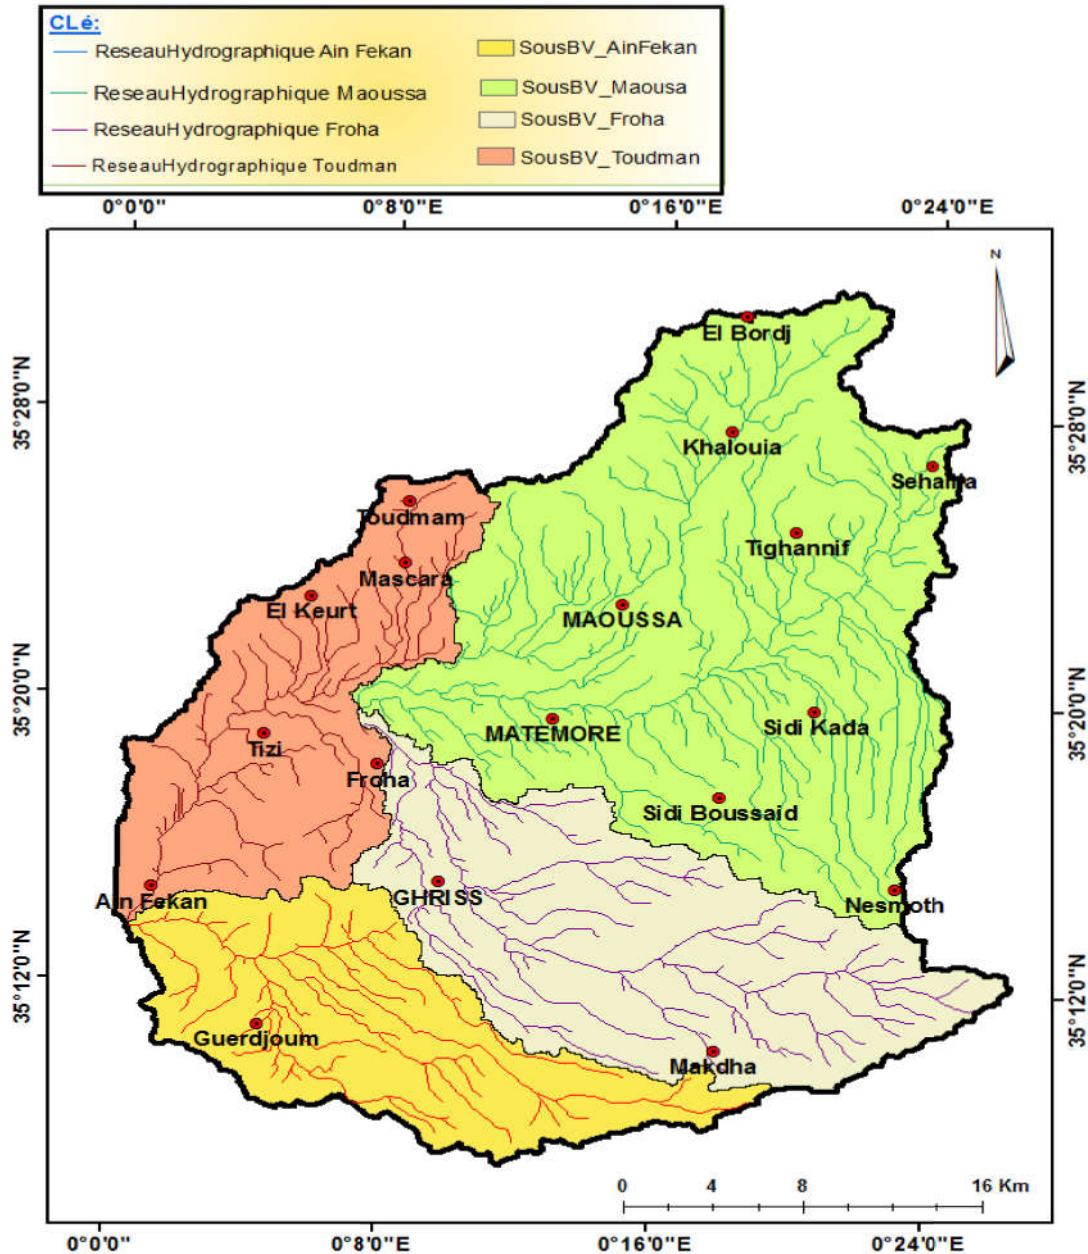 CLé:
ReseauHydrographique Ain Fekan
SousBV_AinFekan
ReseauHydrographique Maoussa
SousBV_Maousa
ReseauHydrographique Froha
SousBV_Froha
ReseauHydrographique Toudman
SousBV_Toudman
0°0'0"
0°8'0"E
0°16'0"E
0°24'0"E
N
El Bordj
35°28'0"N
35°28'0"N
Khalouia
Toudmam
Tighannif
Mascara
El Keurt
MAOUSSA
35°20'0"N
35°20'0"N
Sidi Kada
MATEMORE
Tizi
Froha
Sidi Boussaid
Ain Fekan
GHRISS
Nesmoth
35°12'0"N
35°12'0"N
Guerdjoum
Makdha
0 4 8 16 Km
0°0'0"
0°8'0"E
0°16'0"E
0°24'0"E